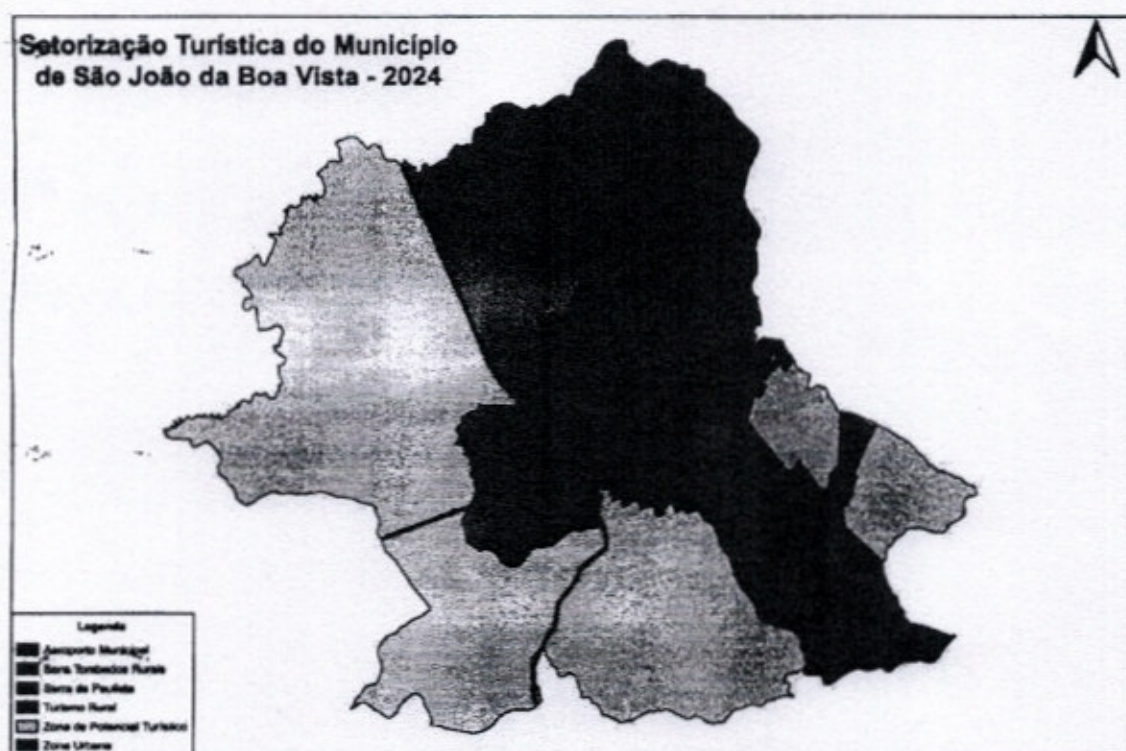 Setorização Turística do Município
de São João da Boa Vista - 2024
Legenda
Aeroporto Municipal
Bens Tombados Rurais
Serra da Paulista
Turismo Rural
Zona de Potencial Turístico
Zona Urbana